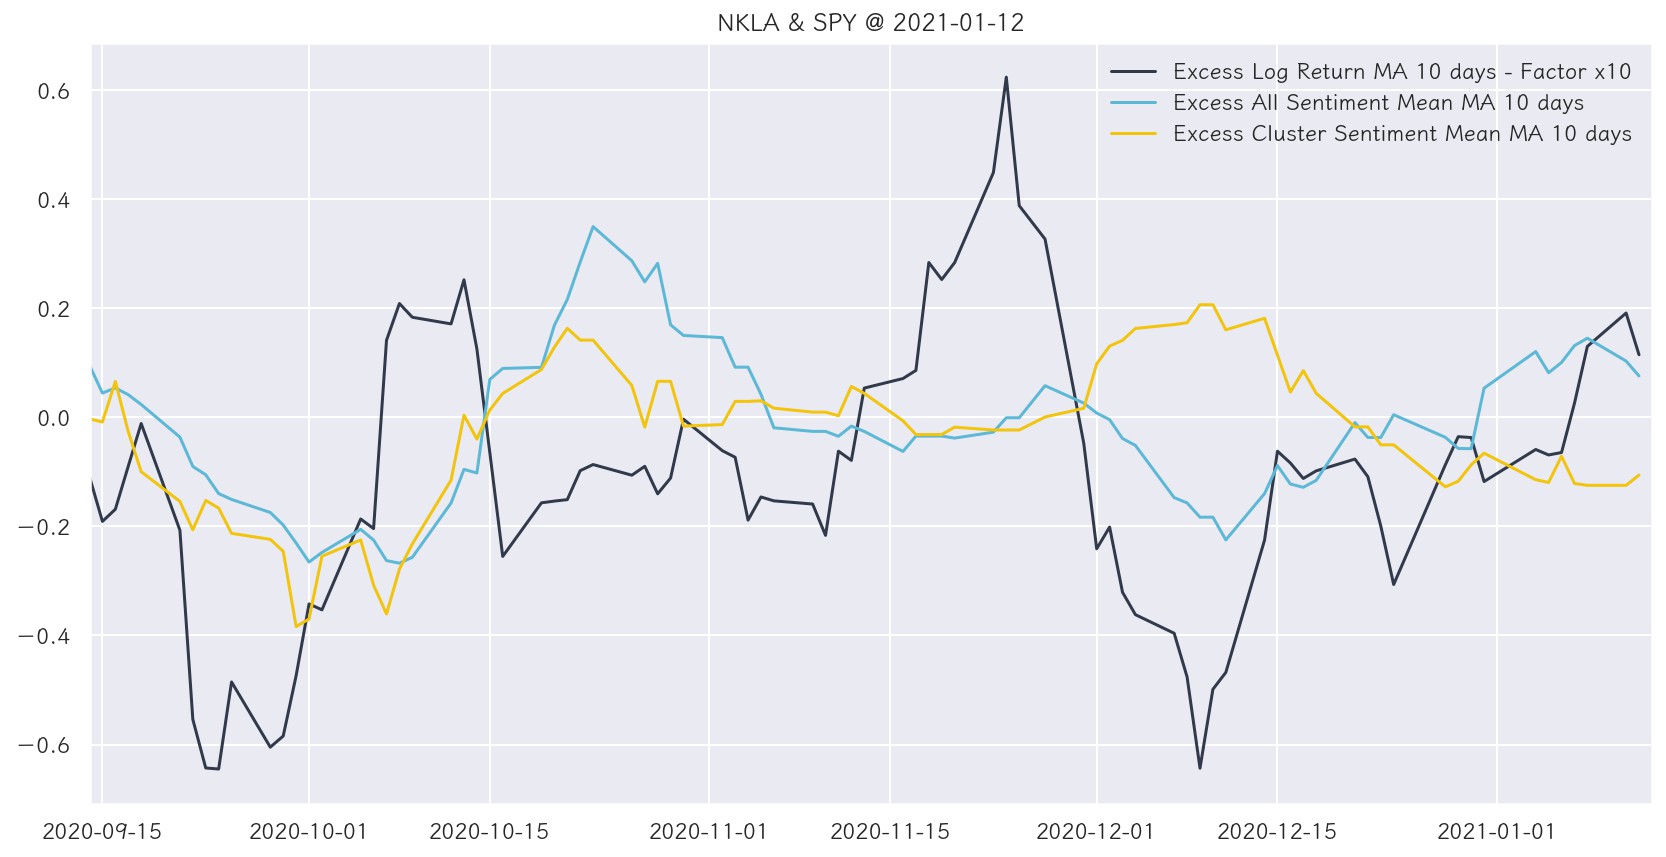 NKLA & SPY @ 2021-01-12
Excess Log Return MA 10 days - Factor x10
Excess All Sentiment Mean MA 10 days
Excess Cluster Sentiment Mean MA 10 days
0.6
0.4
0.2
0.0
−0.2
−0.4
−0.6
2020-09-15 2020-10-01 2020-10-15 2020-11-01 2020-11-15 2020-12-01 2020-12-15 2021-01-01